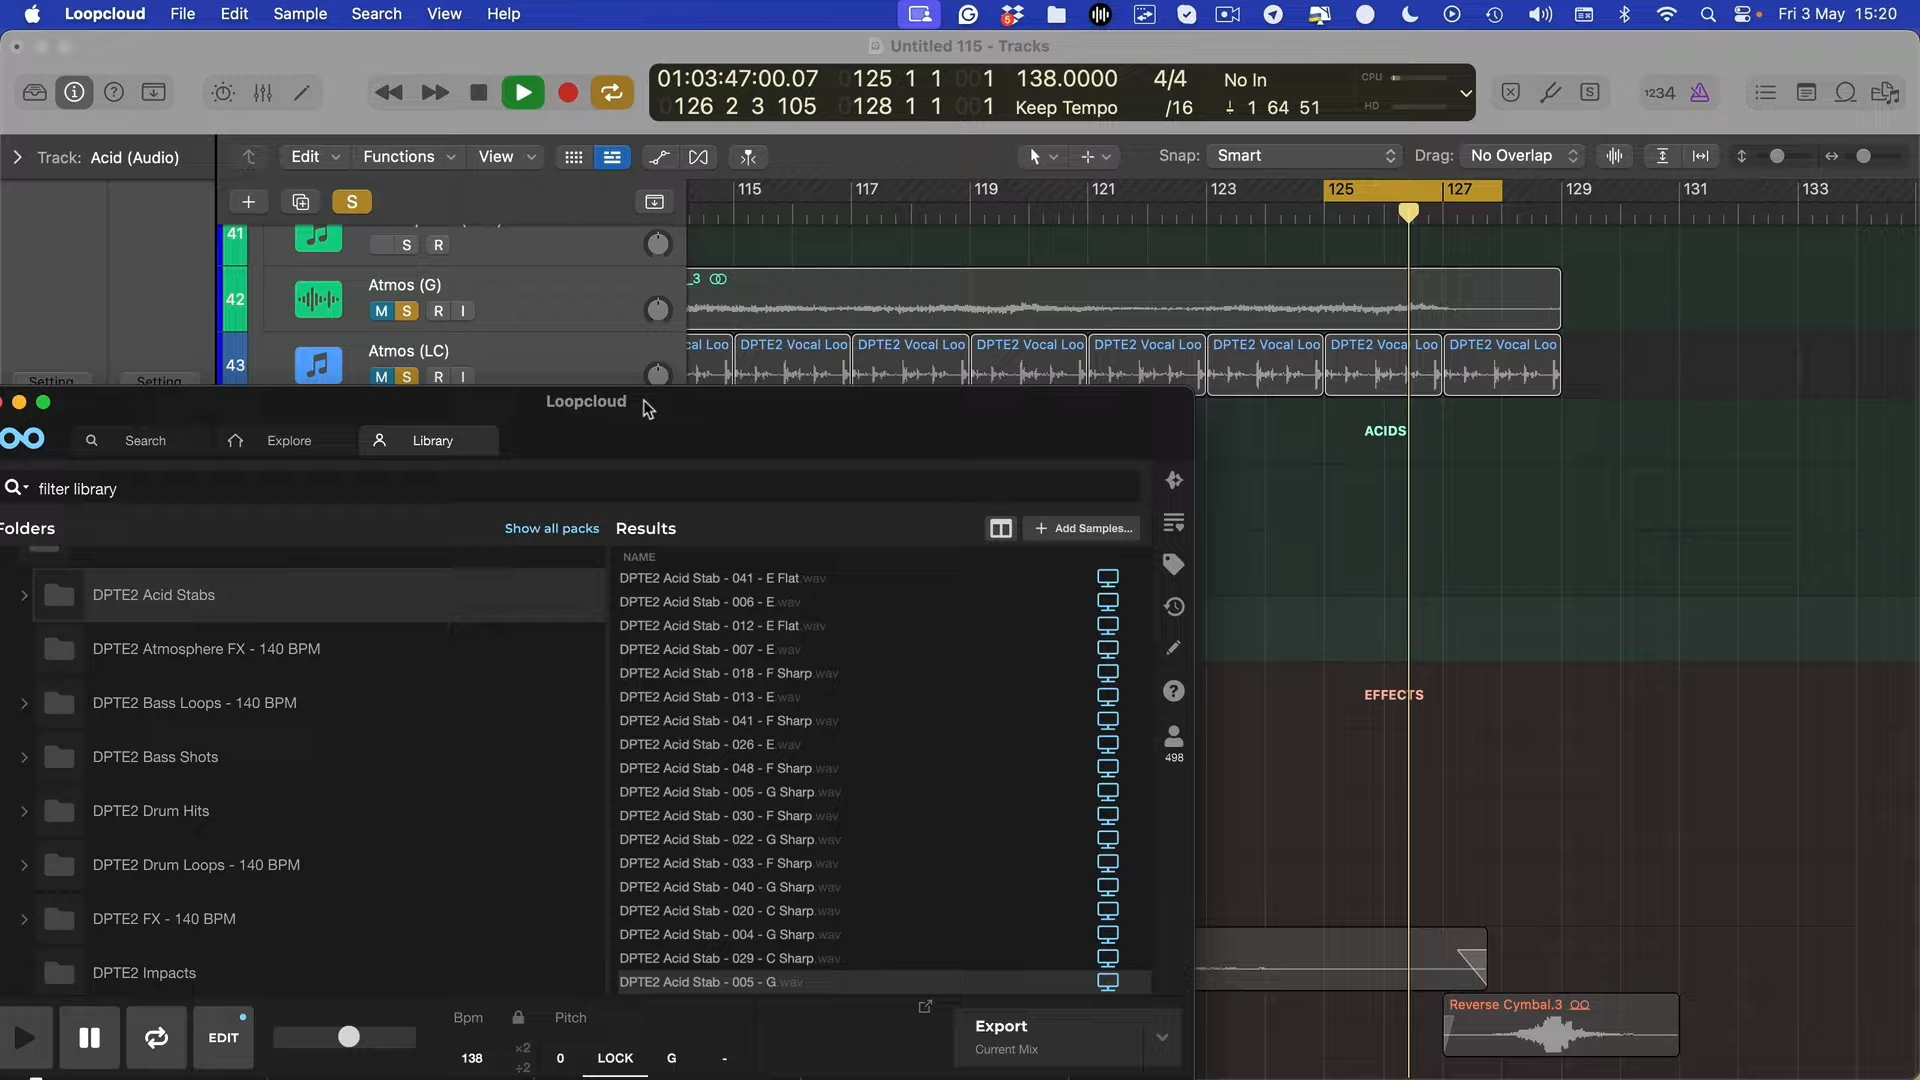 Loopcloud File Edit Sample Search View Help
5
Fri 3 May 15:20
Untitled 115 - Tracks
01:03:47:00.07 0125 1 1 001 138.0000 4/4 No In CPU
0126 2 3 105 0128 1 1 001 Keep Tempo /16 1 64 51 HD
S 1234
Track: Acid (Audio)
Edit Functions View
Snap: Smart Drag: No Overlap
S
115 117 119 121 123 125 127 129 131 133
41 S R
42 Atmos (G)
M S R I
_3
43 Atmos (LC)
M S R I
cal Loo DPTE2 Vocal Loo DPTE2 Vocal Loo DPTE2 Vocal Loo DPTE2 Vocal Loo DPTE2 Vocal Loo DPTE2 Vocal Loo DPTE2 Vocal Loo
Setting Setting
Loopcloud
Search Explore Library
filter library
Folders Show all packs
DPTE2 Acid Stabs
DPTE2 Atmosphere FX - 140 BPM
DPTE2 Bass Loops - 140 BPM
DPTE2 Bass Shots
DPTE2 Drum Hits
DPTE2 Drum Loops - 140 BPM
DPTE2 FX - 140 BPM
DPTE2 Impacts
Results + Add Samples...
NAME
DPTE2 Acid Stab - 041 - E Flat.wav
DPTE2 Acid Stab - 006 - E.wav
DPTE2 Acid Stab - 012 - E Flat.wav
DPTE2 Acid Stab - 007 - E.wav
DPTE2 Acid Stab - 018 - F Sharp.wav
DPTE2 Acid Stab - 013 - E.wav
DPTE2 Acid Stab - 041 - F Sharp.wav
DPTE2 Acid Stab - 026 - E.wav
DPTE2 Acid Stab - 048 - F Sharp.wav
DPTE2 Acid Stab - 005 - G Sharp.wav
DPTE2 Acid Stab - 030 - F Sharp.wav
DPTE2 Acid Stab - 022 - G Sharp.wav
DPTE2 Acid Stab - 033 - F Sharp.wav
DPTE2 Acid Stab - 040 - G Sharp.wav
DPTE2 Acid Stab - 020 - C Sharp.wav
DPTE2 Acid Stab - 004 - G Sharp.wav
DPTE2 Acid Stab - 029 - C Sharp.wav
DPTE2 Acid Stab - 005 - G.wav
498
ACIDS
EFFECTS
Reverse Cymbal.3
EDIT
Bpm Pitch
138 ×2 ÷2 0 LOCK G -
Export
Current Mix